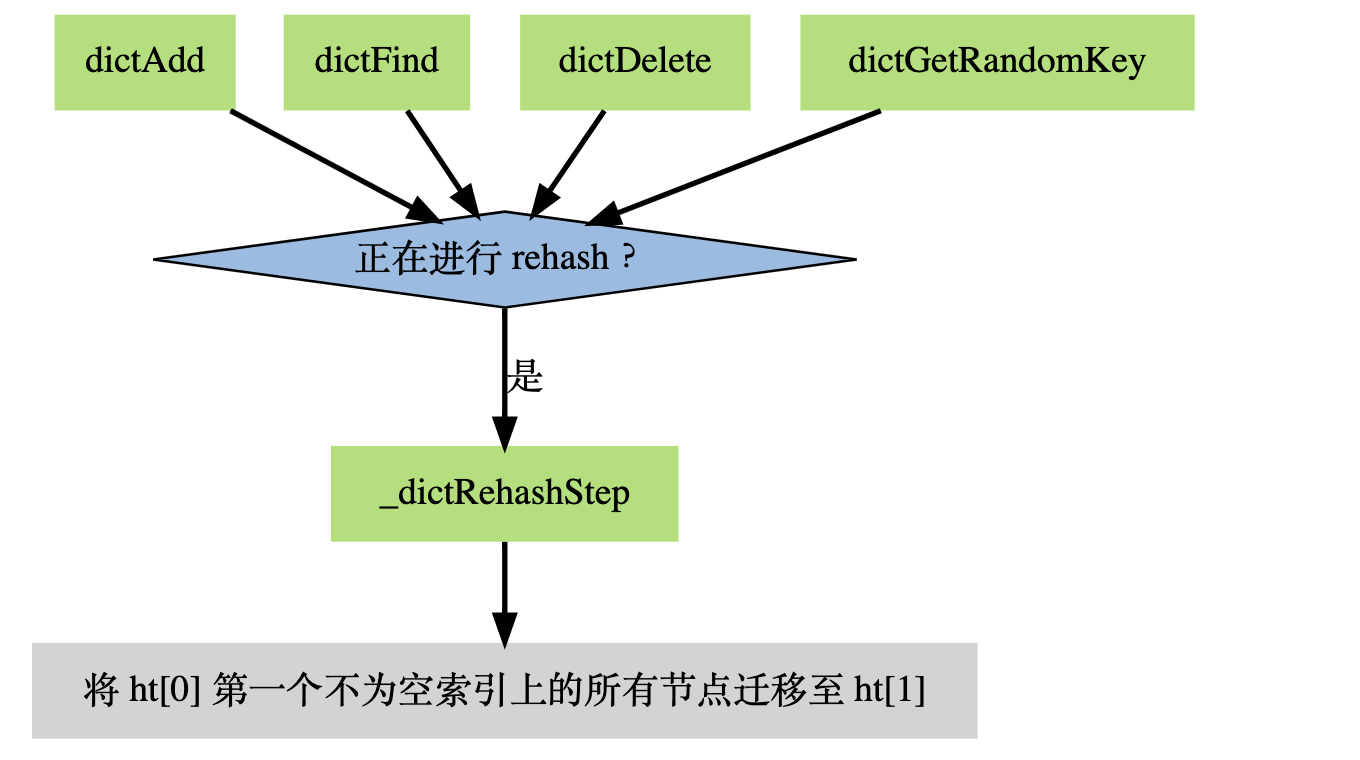 dictAdd
dictFind
dictDelete
dictGetRandomKey
正在进行 rehash ?
是
_dictRehashStep
将 ht[0] 第一个不为空索引上的所有节点迁移至 ht[1]